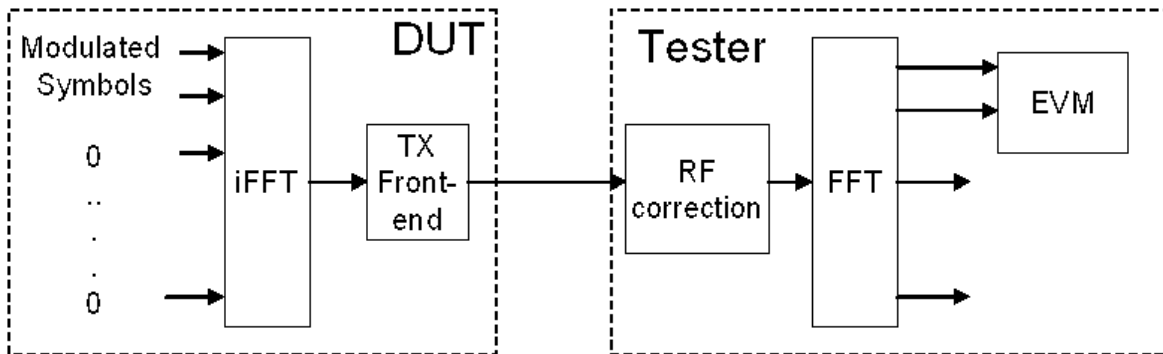 DUT
Modulated
Symbols
0
..
.
.
0
iFFT
TX
Front-
end
Tester
RF
correction
FFT
EVM